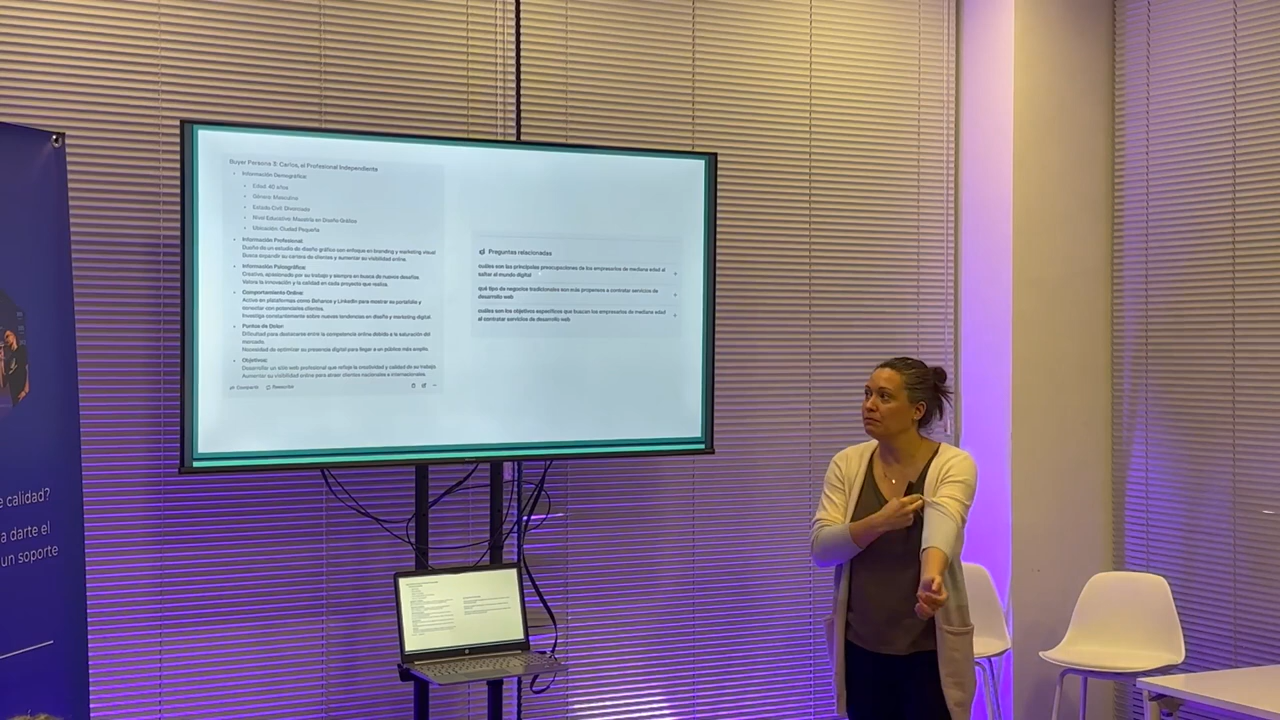 Buyer Persona 3: Carlos, el Profesional Independiente
Información Demográfica:
Edad: 40 años
Género: Masculino
Estado Civil: Divorciado
Nivel Educativo: Maestría en Diseño Gráfico
Ubicación: Ciudad Pequeña
Información Profesional:
Dueño de un estudio de diseño gráfico con enfoque en branding y marketing visual
Busca expandir su cartera de clientes y aumentar su visibilidad online.
Información Psicográfica:
Creativo, apasionado por su trabajo y siempre en busca de nuevos desafíos
Valora la innovación y la calidad en cada proyecto que realiza.
Comportamiento Online:
Activo en plataformas como Behance y LinkedIn para mostrar su portafolio y
conectar con potenciales clientes.
Investiga constantemente sobre nuevas tendencias en diseño y marketing digital.
Puntos de Dolor:
Dificultad para destacarse entre la competencia online debido a la saturación del
mercado.
Necesidad de optimizar su presencia digital para llegar a un público más amplio.
Objetivos:
Desarrollar un sitio web profesional que refleje la creatividad y calidad de su trabajo
Aumentar su visibilidad online para atraer clientes nacionales e internacionales.
Compartir
Reescribir
Preguntas relacionadas
cuáles son las principales preocupaciones de los empresarios de mediana edad al
saltar al mundo digital
qué tipo de negocios tradicionales son más propensos a contratar servicios de
desarrollo web
cuáles son los objetivos específicos que buscan los empresarios de mediana edad
al contratar servicios de desarrollo web
e calidad?
a darte el
un soporte